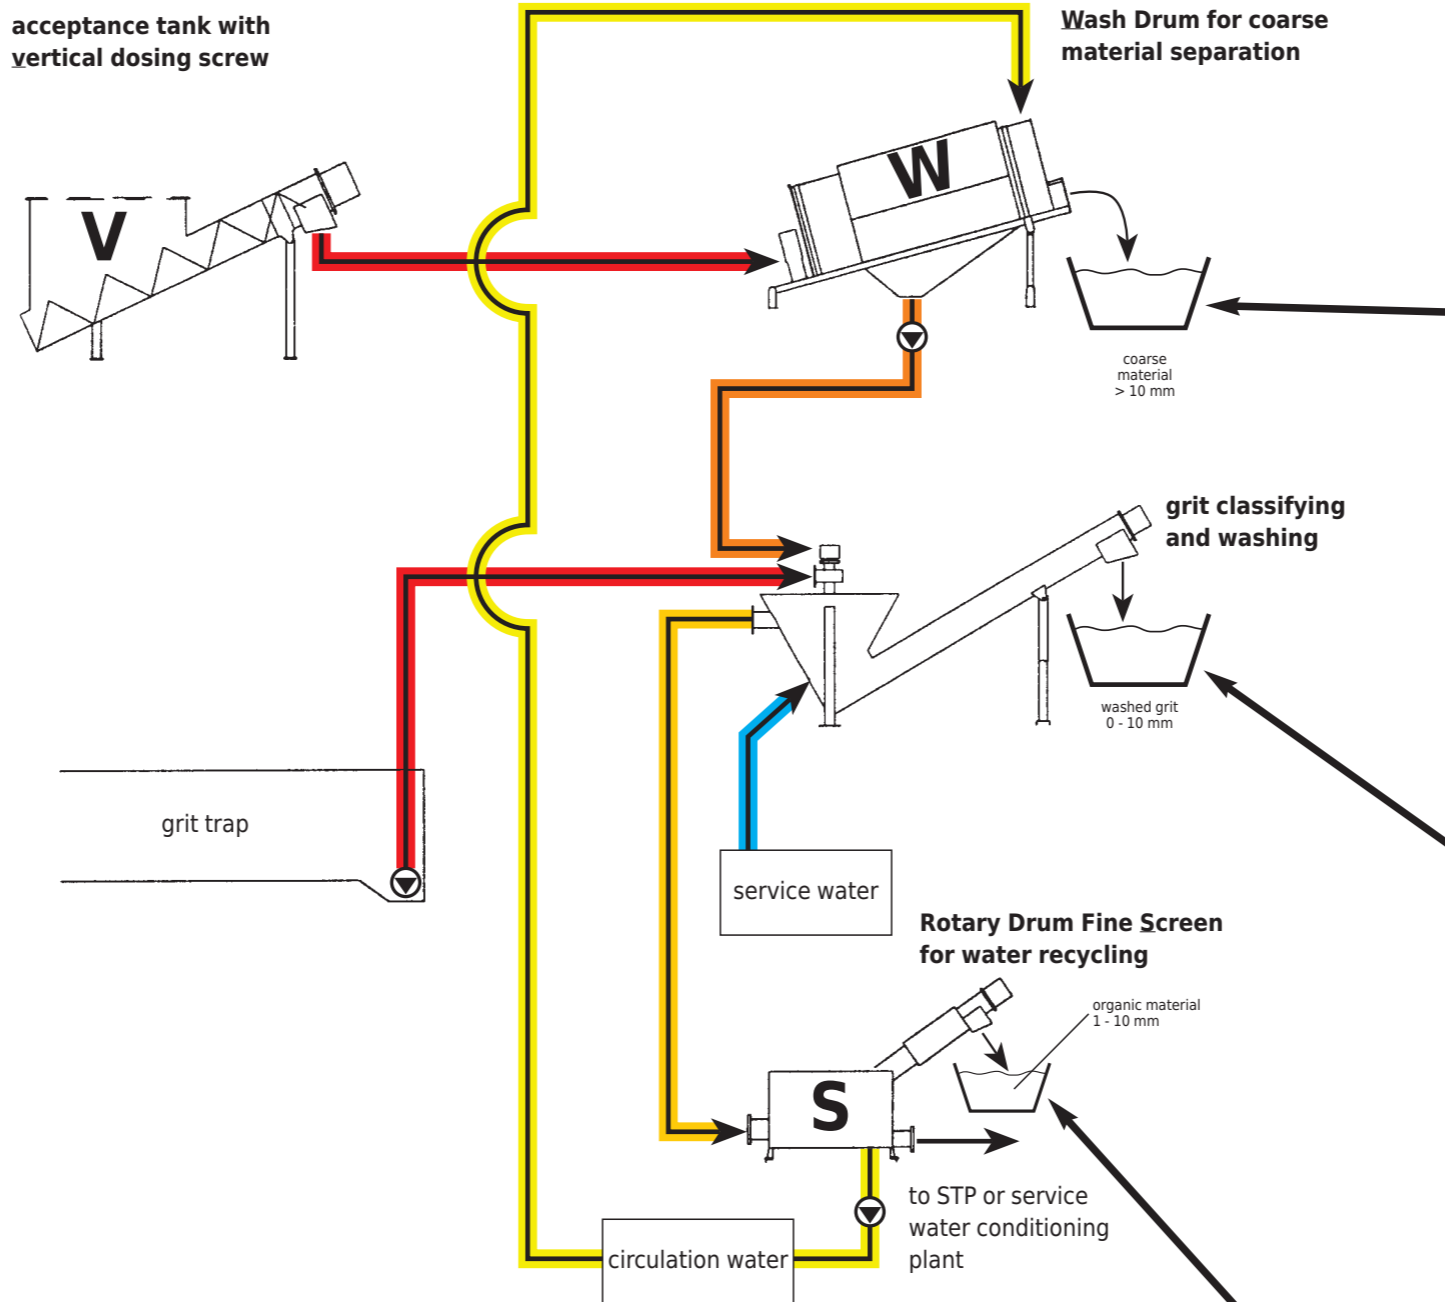 acceptance tank with
vertical dosing screw
Wash Drum for coarse
material separation
V
W
coarse
material
> 10 mm
grit classifying
and washing
washed grit
0 - 10 mm
grit trap
service water
Rotary Drum Fine Screen
for water recycling
organic material
1 - 10 mm
S
to STP or service
water conditioning
plant
circulation water